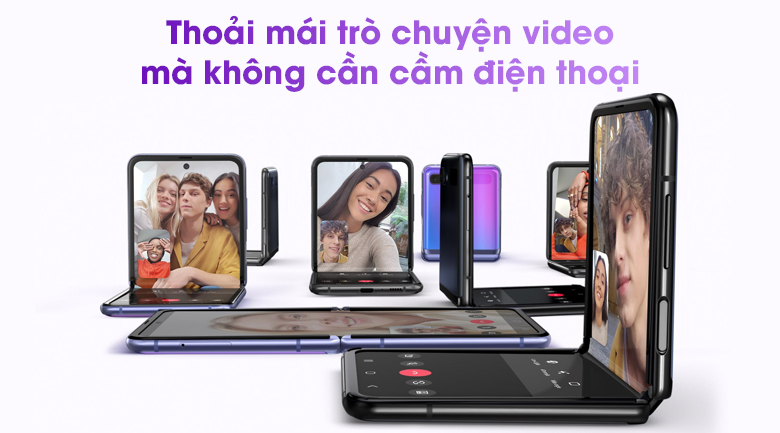 Thoải mái trò chuyện video
mà không cần cầm điện thoại